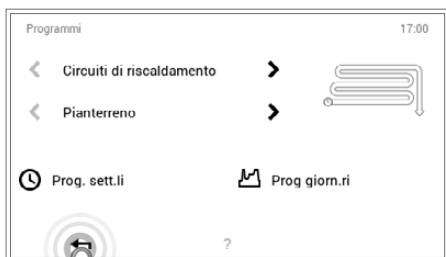 Programmi 17:00
Circuiti di riscaldamento
Pianterreno
Prog. sett.li Prog giorn.ri
?